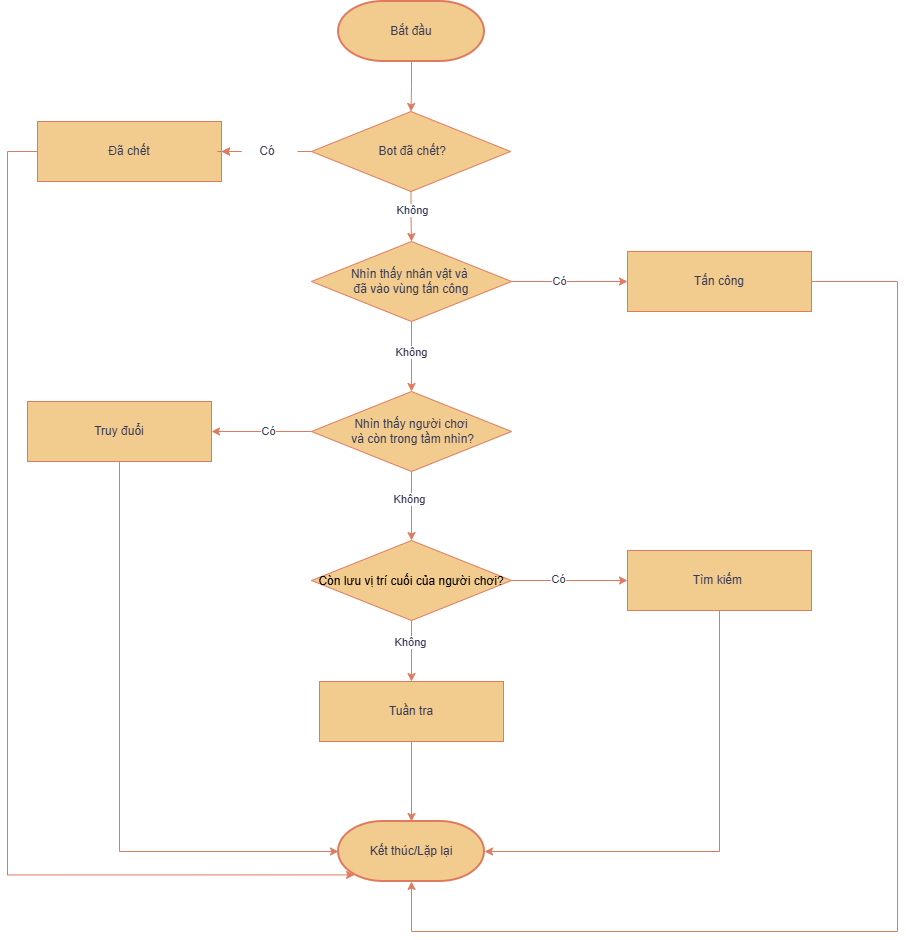 Bắt đầu
Đã chết
Có
Bot đã chết?
Không
Nhìn thấy nhân vật và
đã vào vùng tấn công
Có
Tấn công
Không
Truy đuổi
Có
Nhìn thấy người chơi
và còn trong tầm nhìn?
Không
Còn lưu vị trí cuối của người chơi?
Có
Tìm kiếm
Không
Tuần tra
Kết thúc/Lặp lại